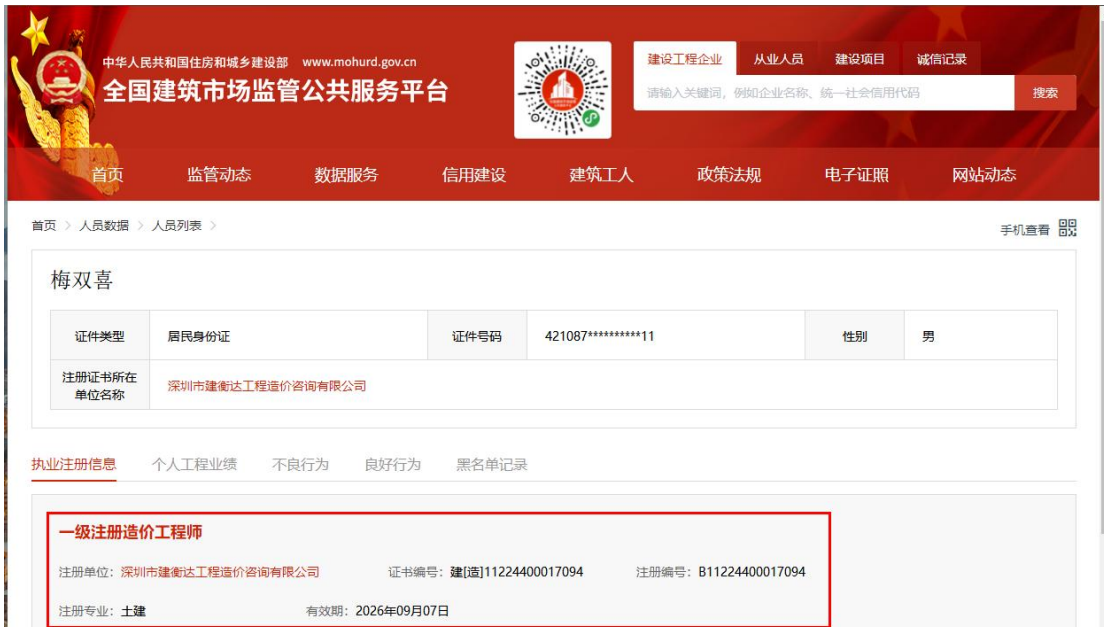 中华人民共和国住房和城乡建设部 www.mohurd.gov.cn
全国建筑市场监管公共服务平台
建设工程企业 从业人员 建设项目 诚信记录
请输入关键词，例如企业名称、统一社会信用代码 搜索
首页 监管动态 数据服务 信用建设 建筑工人 政策法规 电子证照 网站动态
首页 > 人员数据 > 人员列表 >
手机查看
梅双喜
证件类型 居民身份证 证件号码 421087**********11 性别 男
注册证书所在
单位名称
深圳市建衡达工程造价咨询有限公司
执业注册信息 个人工程业绩 不良行为 良好行为 黑名单记录
一级注册造价工程师
注册单位：深圳市建衡达工程造价咨询有限公司 证书编号：建[造]11224400017094 注册编号：B11224400017094
注册专业：土建 有效期：2026年09月07日